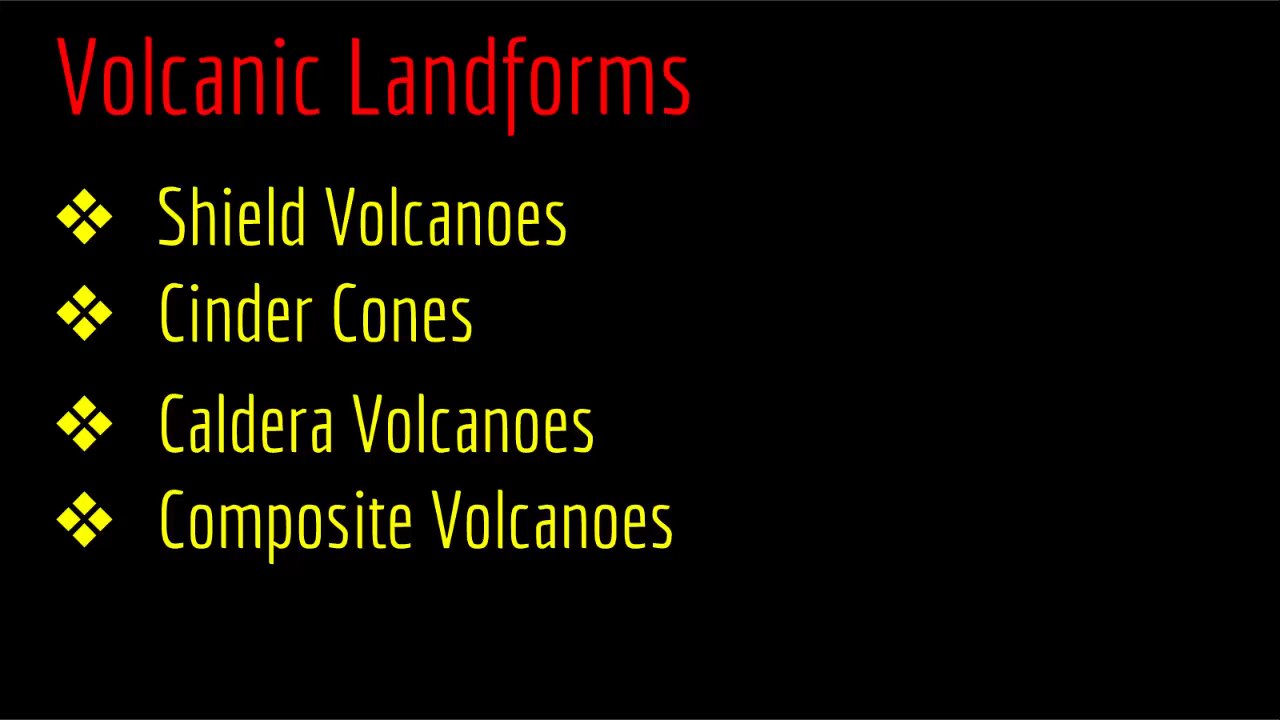 Volcanic Landforms
❖ Shield Volcanoes
❖ Cinder Cones
❖ Caldera Volcanoes
❖ Composite Volcanoes